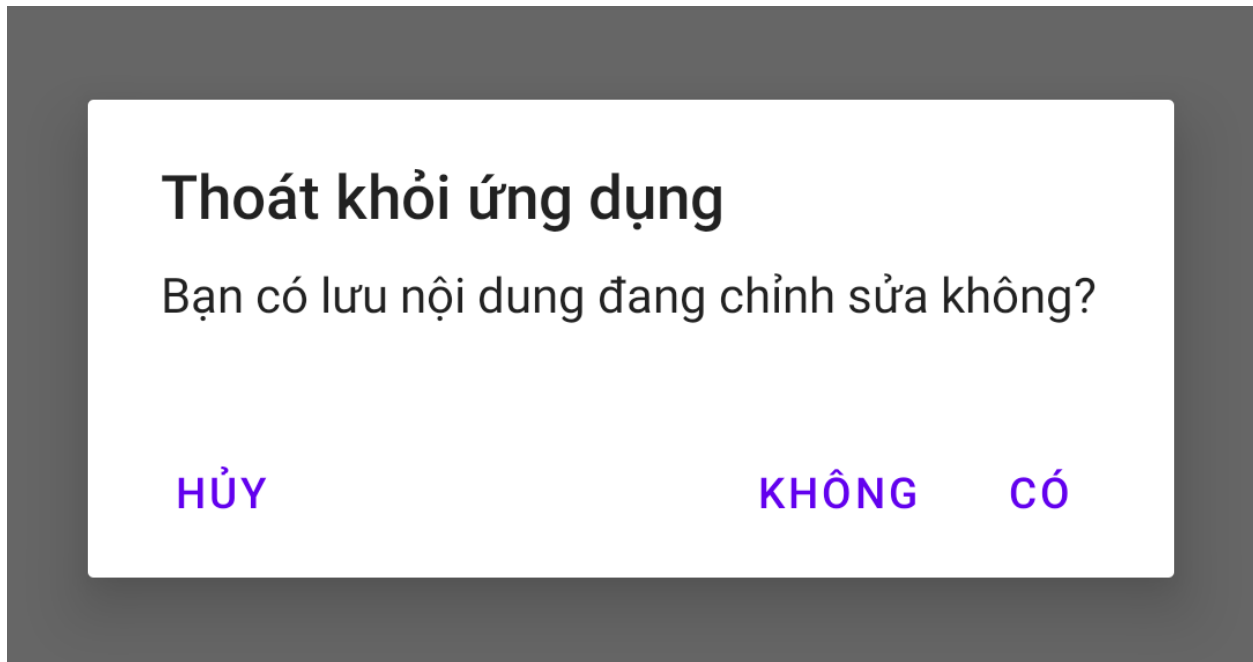 Thoát khỏi ứng dụng
Bạn có lưu nội dung đang chỉnh sửa không?
HỦY KHÔNG CÓ